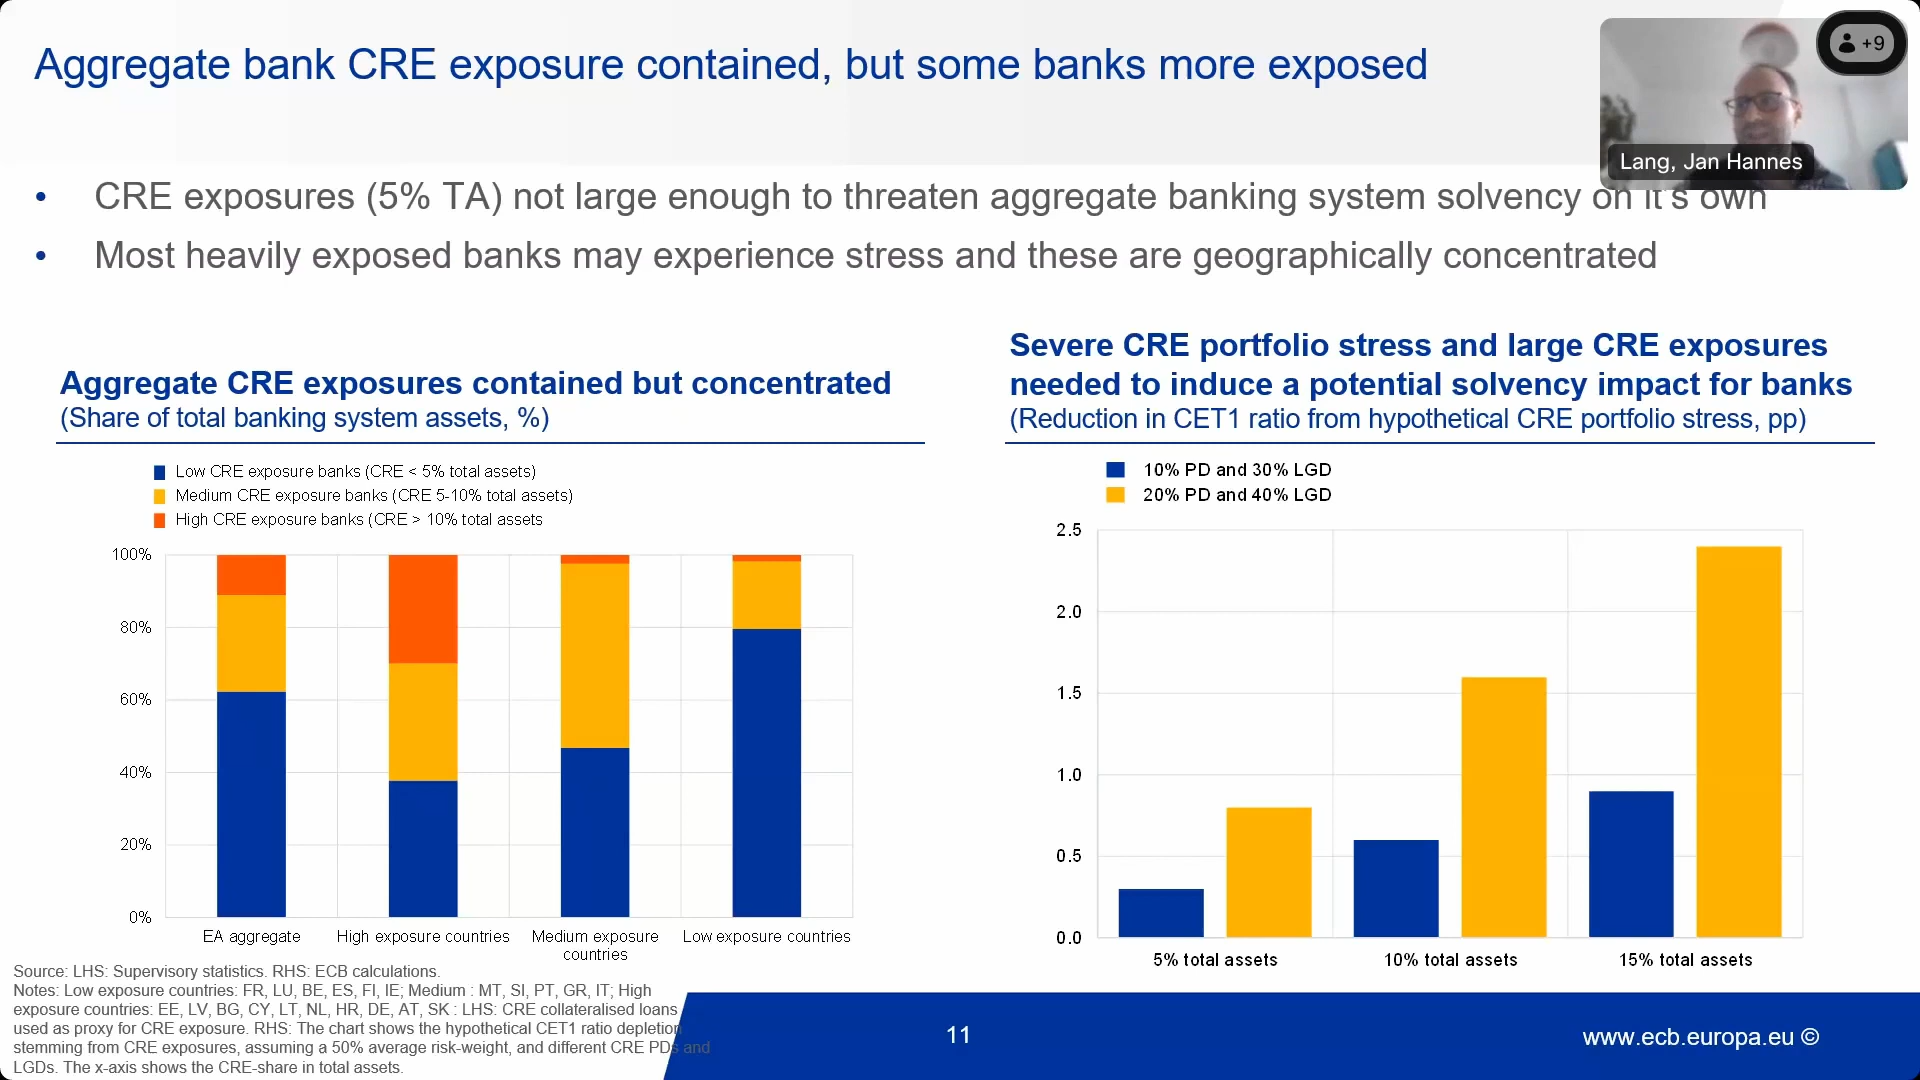 Aggregate bank CRE exposure contained, but some banks more exposed
+9
Lang, Jan Hannes
• CRE exposures (5% TA) not large enough to threaten aggregate banking system solvency on it's own
• Most heavily exposed banks may experience stress and these are geographically concentrated
Aggregate CRE exposures contained but concentrated
(Share of total banking system assets, %)
Low CRE exposure banks (CRE < 5% total assets)
Medium CRE exposure banks (CRE 5-10% total assets)
High CRE exposure banks (CRE > 10% total assets
100%
80%
60%
40%
20%
0%
EA aggregate
High exposure countries
Medium exposure
countries
Low exposure countries
Severe CRE portfolio stress and large CRE exposures
needed to induce a potential solvency impact for banks
(Reduction in CET1 ratio from hypothetical CRE portfolio stress, pp)
10% PD and 30% LGD
20% PD and 40% LGD
2.5
2.0
1.5
1.0
0.5
0.0
5% total assets
10% total assets
15% total assets
Source: LHS: Supervisory statistics. RHS: ECB calculations.
Notes: Low exposure countries: FR, LU, BE, ES, FI, IE; Medium : MT, SI, PT, GR, IT; High
exposure countries: EE, LV, BG, CY, LT, NL, HR, DE, AT, SK : LHS: CRE collateralised loans
used as proxy for CRE exposure. RHS: The chart shows the hypothetical CET1 ratio depletion
stemming from CRE exposures, assuming a 50% average risk-weight, and different CRE PDs and
LGDs. The x-axis shows the CRE-share in total assets.
11
www.ecb.europa.eu ©